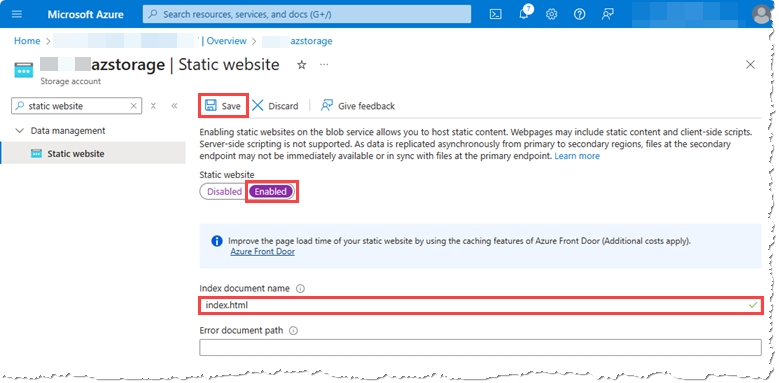 Microsoft Azure
Search resources, services, and docs (G+/)
7
Home > | Overview > azstorage
azstorage | Static website
Storage account
static website
Data management
Static website
Save
Discard
Give feedback
Enabling static websites on the blob service allows you to host static content. Webpages may include static content and client-side scripts.
Server-side scripting is not supported. As data is replicated asynchronously from primary to secondary regions, files at the secondary
endpoint may not be immediately available or in sync with files at the primary endpoint. Learn more
Static website
Disabled Enabled
Improve the page load time of your static website by using the caching features of Azure Front Door (Additional costs apply).
Azure Front Door
Index document name
index.html
Error document path